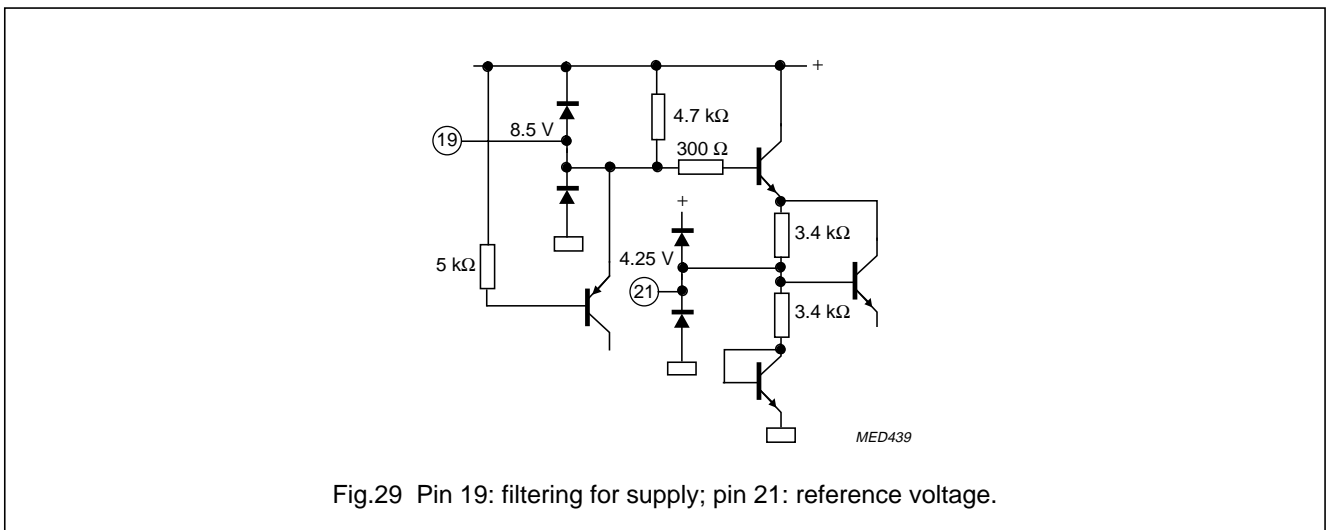 +
4.7 kΩ
8.5 V
19
300 Ω
+
3.4 kΩ
5 kΩ
4.25 V
21
3.4 kΩ
MED439
Fig.29 Pin 19: filtering for supply; pin 21: reference voltage.